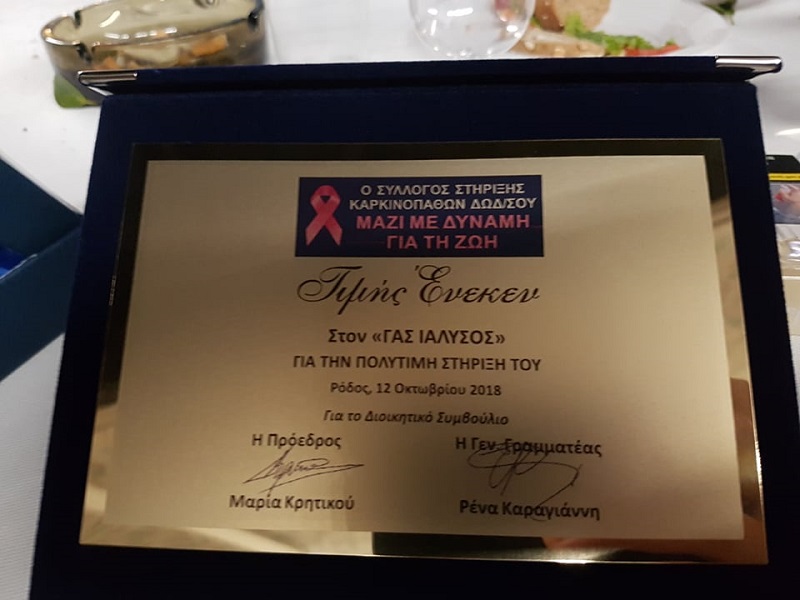 Ο ΣΥΛΛΟΓΟΣ ΣΤΗΡΙΞΗΣ
ΚΑΡΚΙΝΟΠΑΘΩΝ ΔΩΔ/ΣΟΥ
ΜΑΖΙ ΜΕ ΔΥΝΑΜΗ
ΓΙΑ ΤΗ ΖΩΗ
Τιμής Ένεκεν
Στον «ΓΑΣ ΙΑΛΥΣΟΣ»
ΓΙΑ ΤΗΝ ΠΟΛΥΤΙΜΗ ΣΤΗΡΙΞΗ ΤΟΥ
Ρόδος, 12 Οκτωβρίου 2018
Για το Διοικητικό Συμβούλιο
Η Πρόεδρος Η Γεν. Γραμματέας
Μαρία Κρητικού Ρένα Καραγιάννη